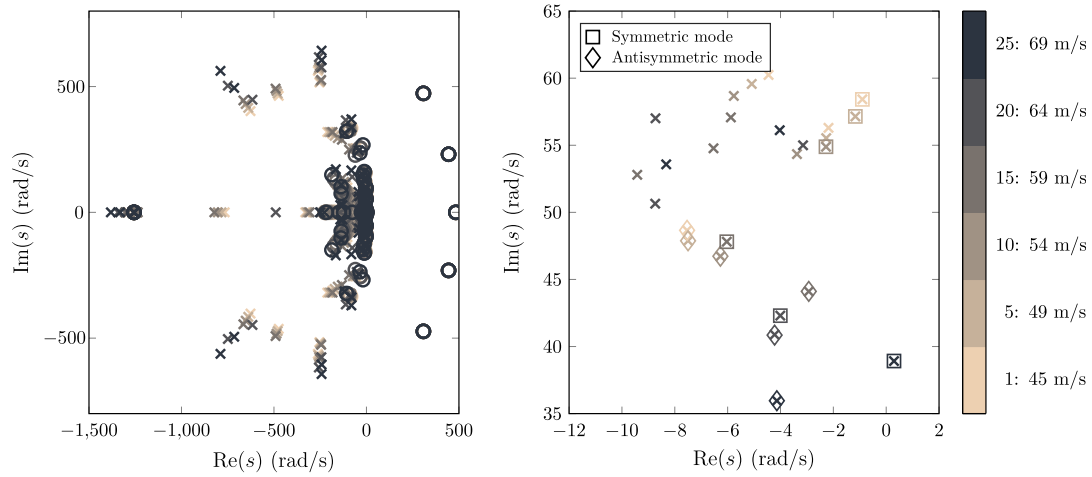 500
0
−500
Im(s) (rad/s)
−1,500
−1,000
−500
0
500
Re(s) (rad/s)
65
60
55
50
45
40
35
Im(s) (rad/s)
Symmetric mode
Antisymmetric mode
−12
−10
−8
−6
−4
−2
0
2
Re(s) (rad/s)
25: 69 m/s
20: 64 m/s
15: 59 m/s
10: 54 m/s
5: 49 m/s
1: 45 m/s